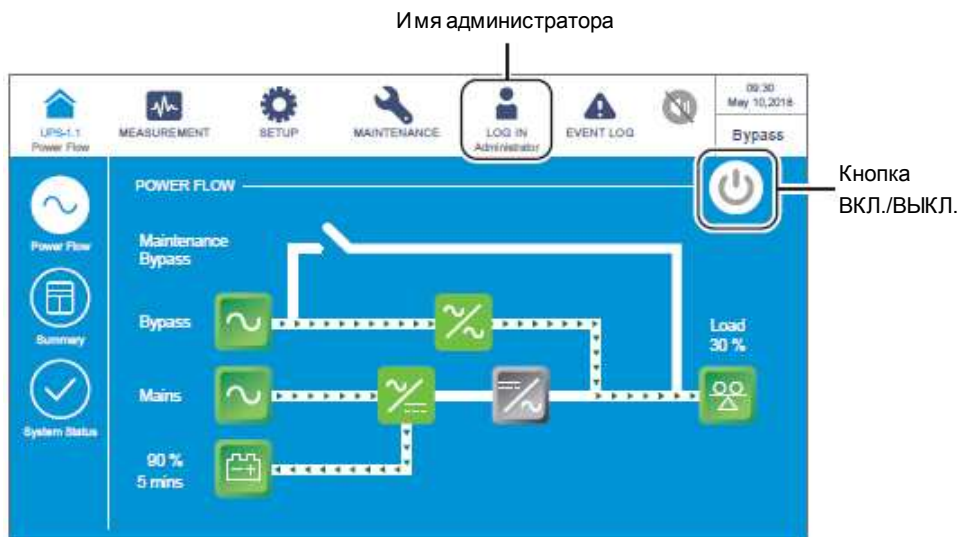 Имя администратора
UPS-1.1
Power Flow
MEASUREMENT
SETUP
MAINTENANCE
LOG IN
Administrator
EVENT LOG
09:30
May 10,2018
Bypass
Кнопка
ВКЛ./ВЫКЛ.
POWER FLOW
Power Flow
Summary
System Status
Maintenance
Bypass
Bypass
Mains
90 %
5 mins
Load
30 %